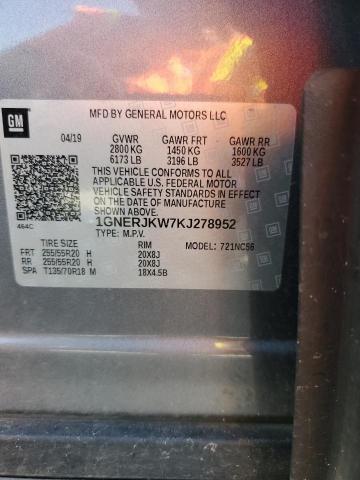 GM
MFD BY GENERAL MOTORS LLC
04/19 GVWR GAWR FRT GAWR RR
2800 KG 1450 KG 1600 KG
6173 LB 3196 LB 3527 LB
THIS VEHICLE CONFORMS TO ALL
APPLICABLE U.S. FEDERAL MOTOR
VEHICLE SAFETY STANDARDS IN EFFECT
ON THE DATE OF MANUFACTURE
SHOWN ABOVE.
464C 1GNERJKW7KJ278952
TYPE: M.P.V.
TIRE SIZE RIM MODEL: 721NC56
FRT 255/55R20 H 20X8J
RR 255/55R20 H 20X8J
SPA T135/70R18 M 18X4.5B